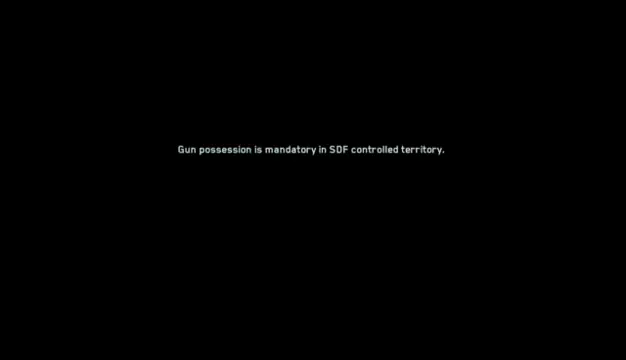 Gun possession is mandatory in SDF controlled territory.